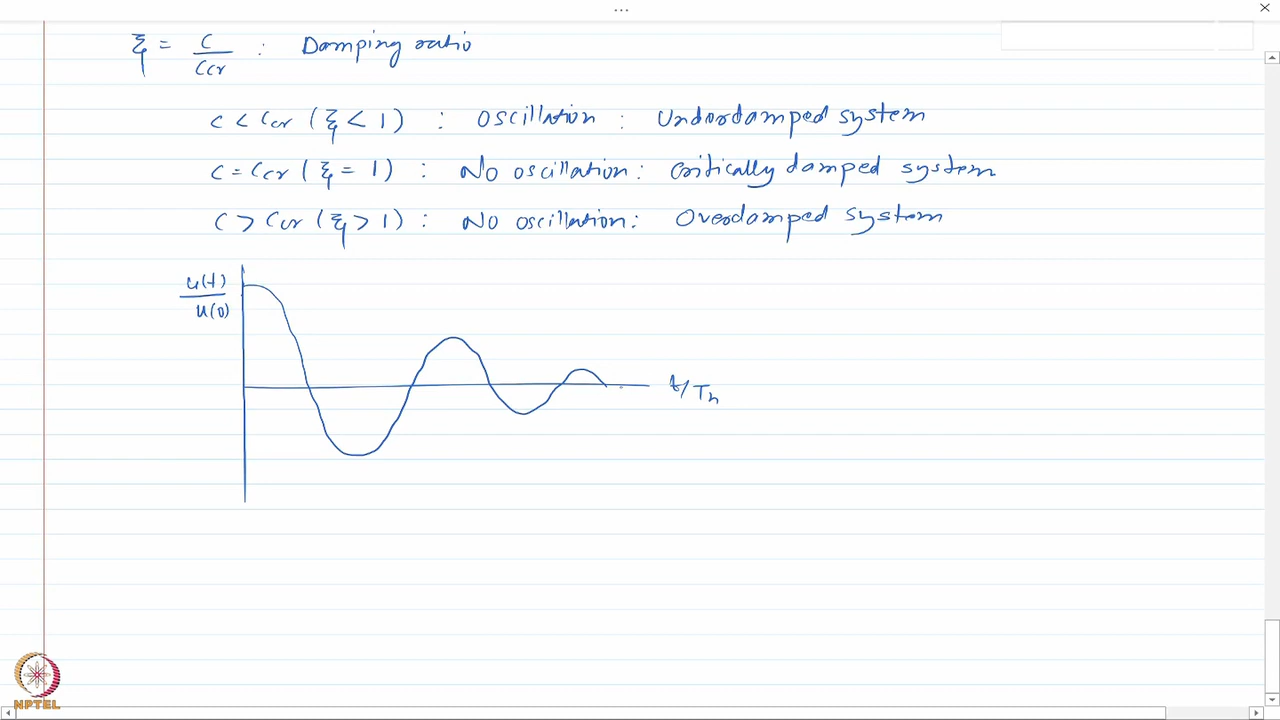 ξ = c / ccr : Damping ratio
c < ccr (ξ < 1) : Oscillation : Underdamped system
c = ccr (ξ = 1) : No oscillation : Critically damped system
c > ccr (ξ > 1) : No oscillation : Overdamped system
u(t) / u(0)
t/Tn
NPTEL